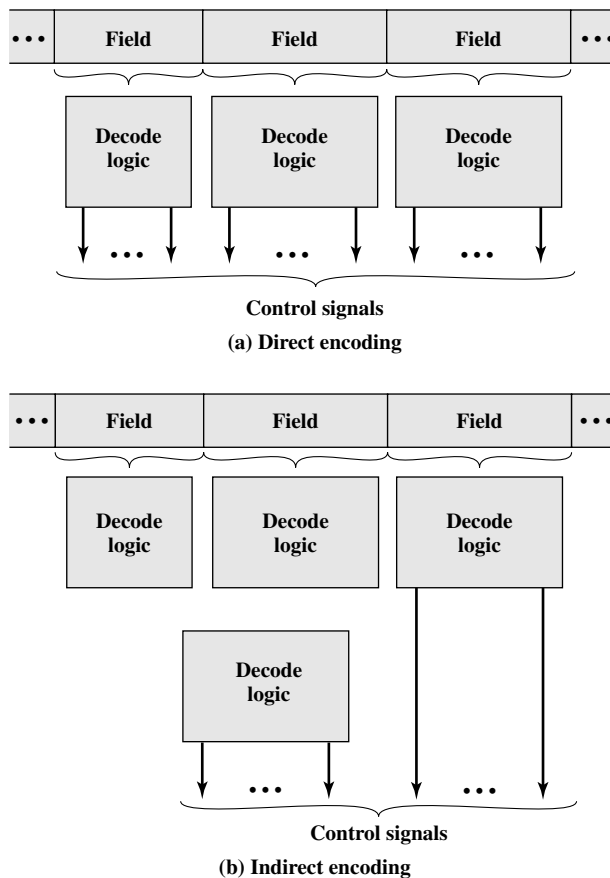 ••• Field Field Field •••
Decode Decode Decode
logic logic logic
••• ••• •••
Control signals
(a) Direct encoding
••• Field Field Field •••
Decode Decode Decode
logic logic logic
Decode
logic
••• •••
Control signals
(b) Indirect encoding